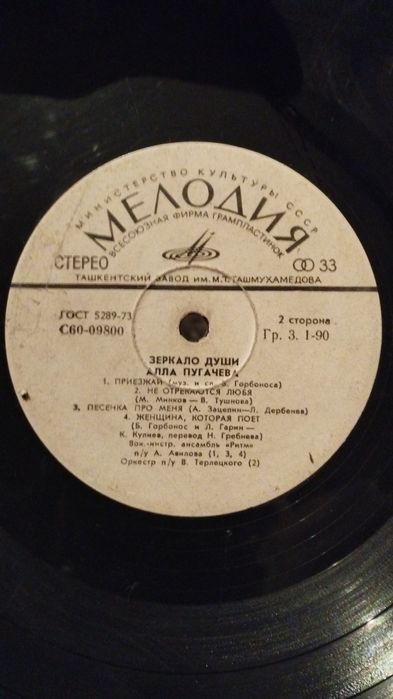 МИНИСТЕРСТВО КУЛЬТУРЫ СССР
МЕЛОДИЯ
ВСЕСОЮЗНАЯ ФИРМА ГРАМПЛАСТИНОК
СТЕРЕО
33
ТАШКЕНТСКИЙ ЗАВОД ИМ. М.Т. ТАШМУХАМЕДОВА
ГОСТ 5289-73
С60-09800
2 сторона
Гр. 3. 1-90
ЗЕРКАЛО ДУШИ
АЛЛА ПУГАЧЕВА
1. ПРИЕЗЖАЙ (муз. и сл. Б. Горбоноса)
2. НЕ ОТРЕКАЮТСЯ ЛЮБЯ
(М. Минков — В. Тушнова)
3. ПЕСЕНКА ПРО МЕНЯ (А. Зацепин—Л. Дербенев)
4. ЖЕНЩИНА, КОТОРАЯ ПОЕТ
(Б. Горбонос и Л. Гарин —
К. Кулиев, перевод Н. Гребнева)
Вок.-инстр. ансамбль «Ритм»
п/у А. Авилова (1, 3, 4)
Оркестр п/у В. Терлецкого (2)